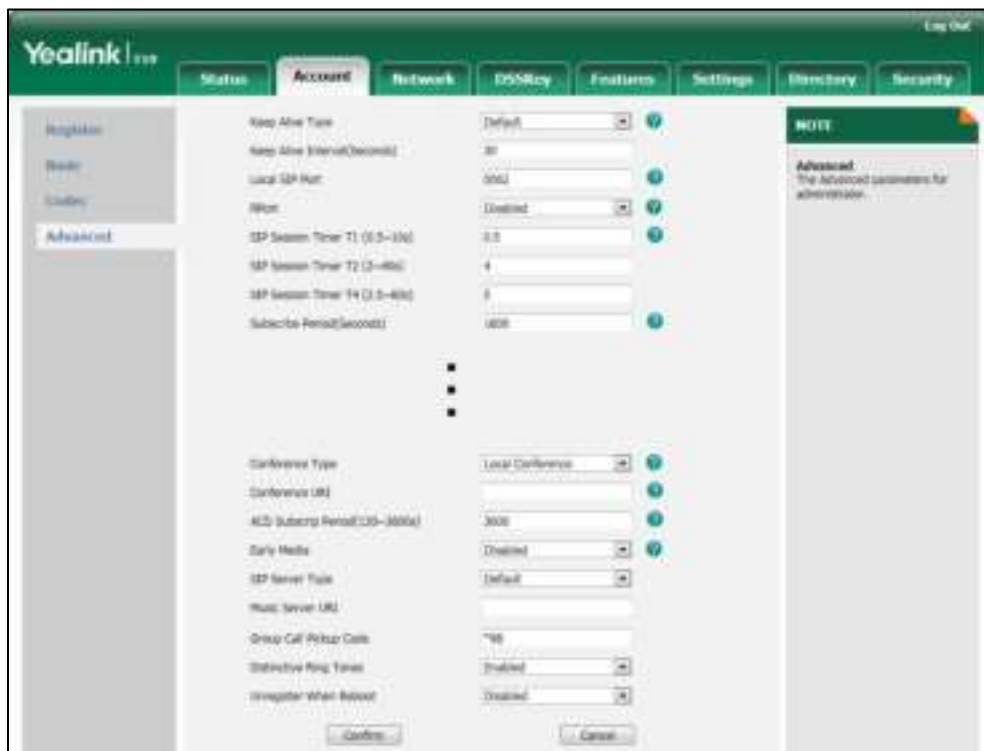 Log Out
Yealink
Status Account Network DSSKey Features Settings Directory Security
Register
Basic
Codec
Advanced
Keep Alive Type Default
Keep Alive Interval(Seconds) 30
Local SIP Port
RPort Disabled
SIP Session Timer T1 (0.5~10s) 0.5
SIP Session Timer T2 (2~40s) 4
SIP Session Timer T4 (2.5~60s) 5
Subscribe Period(Seconds) 1800
Conference Type Local Conference
Conference URI
ACD Subscrip Period(120~3600s) 3600
Early Media Disabled
SIP Server Type Default
Music Server URI
Group Call Pickup Code
Distinctive Ring Tones Enabled
Unregister When Reboot Disabled
Confirm Cancel
NOTE
Advanced
The Advanced parameters for
administrator.